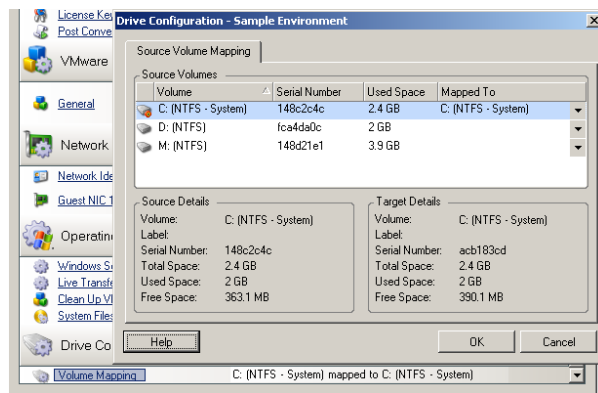 License Key
Post Conve
VMware
General
Network
Network Ide
Guest NIC 1
Operatin
Windows Se
Live Transfe
Clean Up VM
System Files
Drive Co
Drive Configuration - Sample Environment
Source Volume Mapping
Source Volumes
Volume Serial Number Used Space Mapped To
C: (NTFS - System) 148c2c4c 2.4 GB C: (NTFS - System)
D: (NTFS) fca4da0c 2 GB
M: (NTFS) 148d21e1 3.9 GB
Source Details
Volume: C: (NTFS - System)
Label:
Serial Number: 148c2c4c
Total Space: 2.4 GB
Used Space: 2 GB
Free Space: 363.1 MB
Target Details
Volume: C: (NTFS - System)
Label:
Serial Number: acb183cd
Total Space: 2.4 GB
Used Space: 2 GB
Free Space: 390.1 MB
Help OK Cancel
Volume Mapping C: (NTFS - System) mapped to C: (NTFS - System)